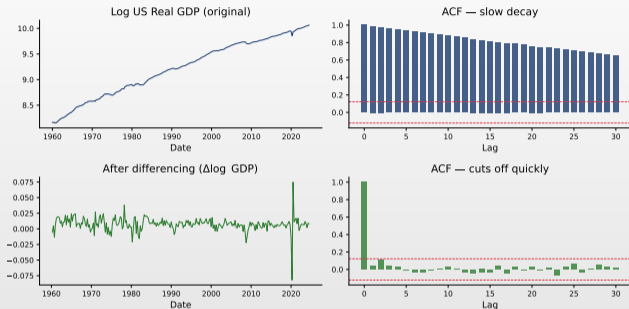 Log US Real GDP (original)
10.0
9.5
9.0
8.5
1960 1970 1980 1990 2000 2010 2020
Date
ACF — slow decay
1.0
0.8
0.6
0.4
0.2
0.0
0 5 10 15 20 25 30
Lag
After differencing (Δlog GDP)
0.075
0.050
0.025
0.000
−0.025
−0.050
−0.075
1960 1970 1980 1990 2000 2010 2020
Date
ACF — cuts off quickly
1.0
0.8
0.6
0.4
0.2
0.0
0 5 10 15 20 25 30
Lag